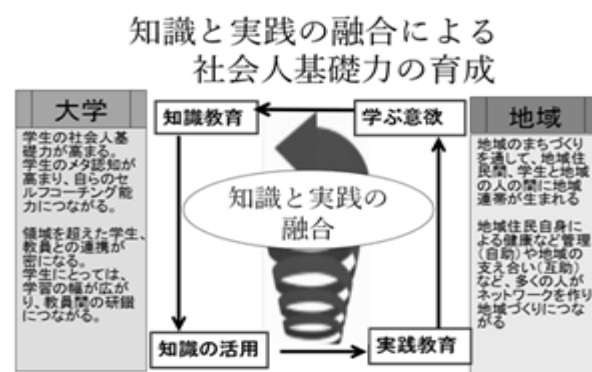 知識と実践の融合による
社会人基礎力の育成
大学
学生の社会人基
礎力が高まる。
学生のメタ認知が
高まり、自らのセ
ルフコーチング能
力につながる。
領域を超えた学生、
教員との連携が
密になる。
学生にとっては、
学習の幅が広が
り、教員間の研鑽
につながる。
知識教育
学ぶ意欲
知識と実践の
融合
知識の活用
実践教育
地域
地域のまちづくり
を通して、地域住
民間、学生と地域
の人の間に地域
連帯が生まれる
地域住民自身に
よる健康など管理
(自助)や地域の
支え合い(互助)
など、多くの人が
ネットワークを作り
地域づくりにつな
がる